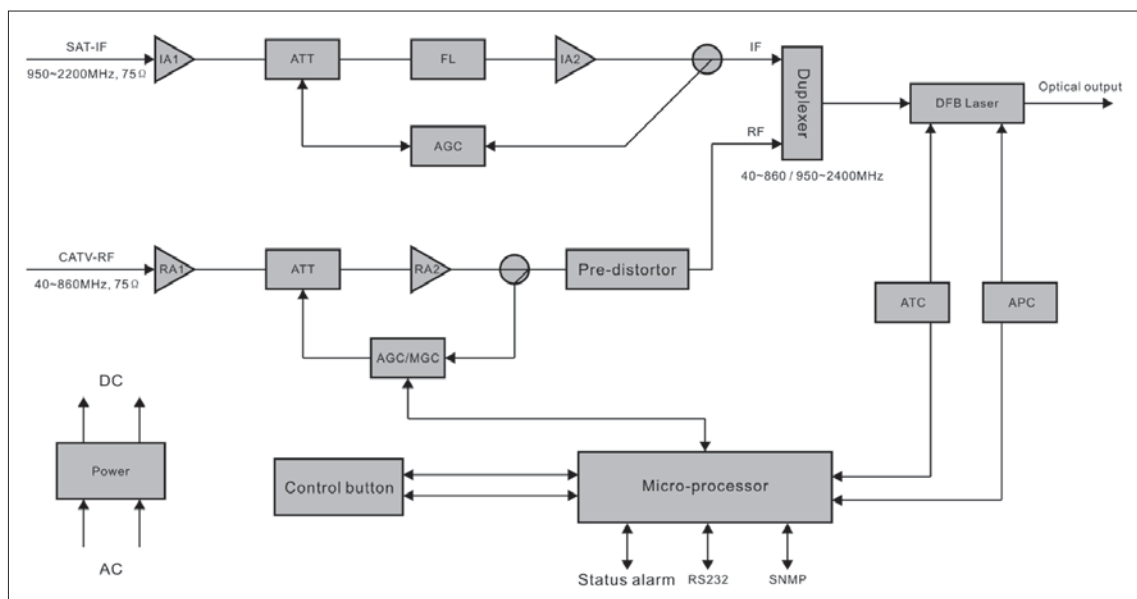 SAT-IF
950~2200MHz, 75Ω
IA1
ATT
FL
IA2
IF
AGC
RF
Duplexer
40~860 / 950~2400MHz
DFB Laser
Optical output
CATV-RF
40~860MHz, 75Ω
RA1
ATT
RA2
Pre-distortor
AGC/MGC
ATC
APC
DC
Power
AC
Control button
Micro-processor
Status alarm
RS232
SNMP